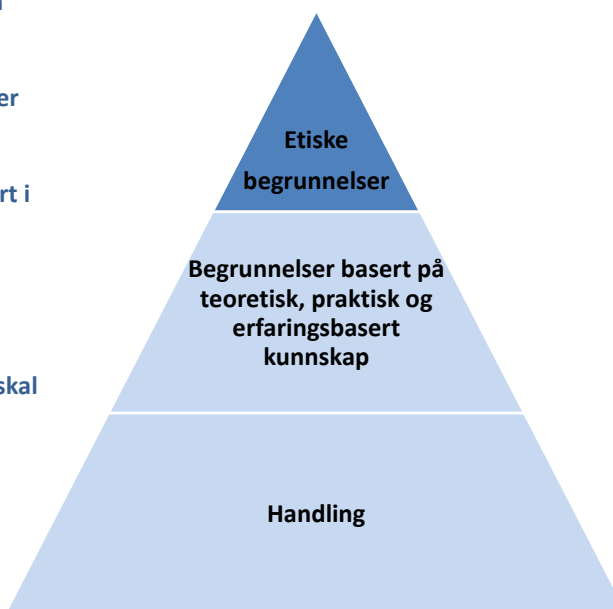 er
rt i
skal
Etiske
begrunnelser
Begrunnelser basert på
teoretisk, praktisk og
erfaringsbasert
kunnskap
Handling